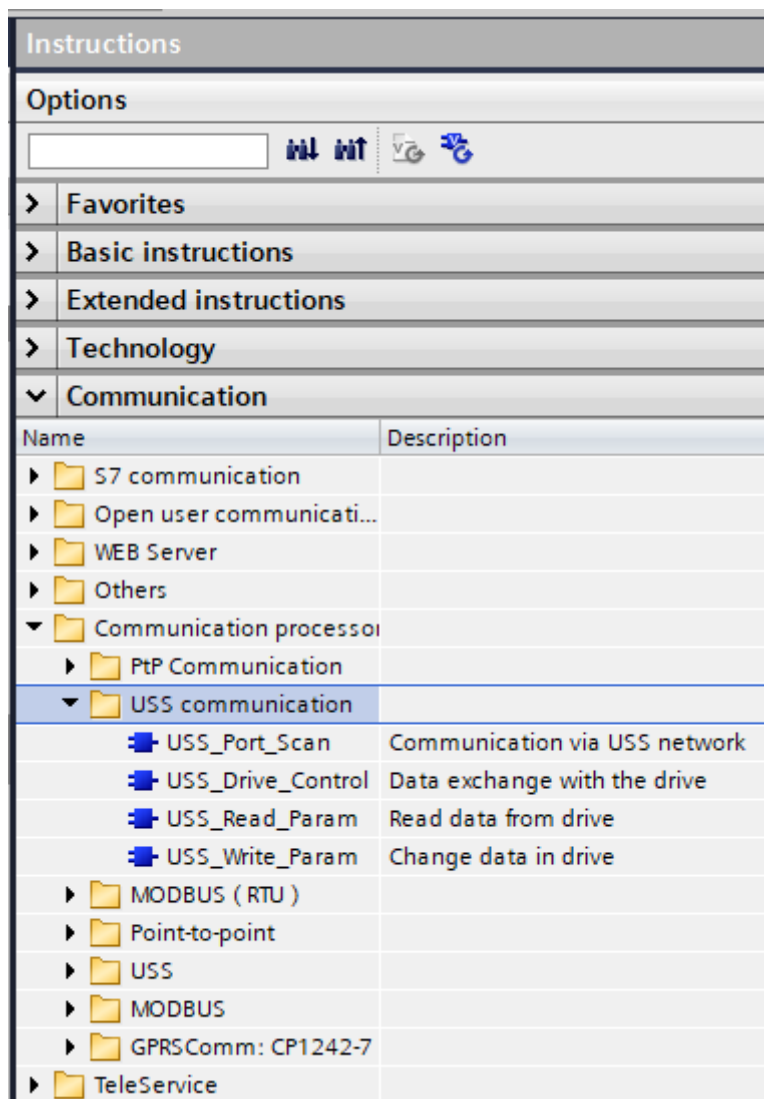 Instructions
Options
Favorites
Basic instructions
Extended instructions
Technology
Communication
Name Description
S7 communication
Open user communicati...
WEB Server
Others
Communication processor
PtP Communication
USS communication
USS_Port_Scan Communication via USS network
USS_Drive_Control Data exchange with the drive
USS_Read_Param Read data from drive
USS_Write_Param Change data in drive
MODBUS ( RTU )
Point-to-point
USS
MODBUS
GPRSComm: CP1242-7
TeleService